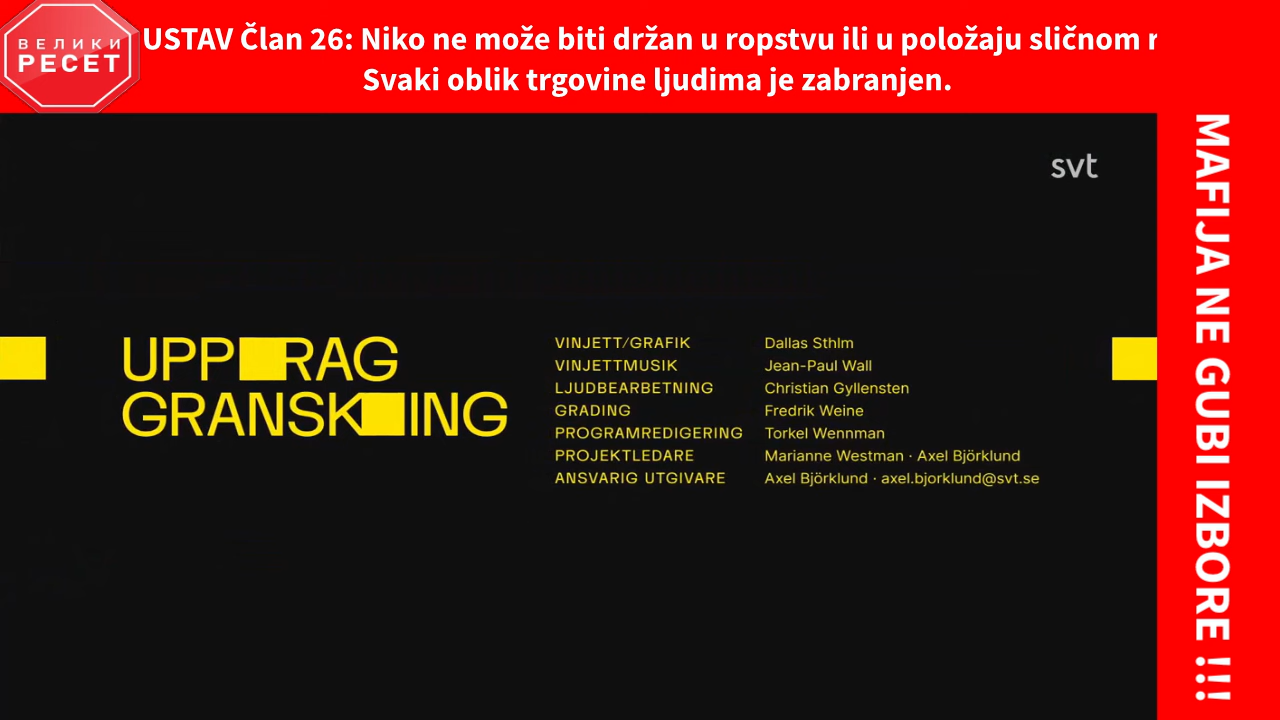 ВЕЛИКИ
РЕСЕТ
USTAV Član 26: Niko ne može biti držan u ropstvu ili u položaju sličnom
Svaki oblik trgovine ljudima je zabranjen.
svt
UPP RAG
GRANSK ING
VINJETT/GRAFIK Dallas Sthlm
VINJETTMUSIK Jean-Paul Wall
LJUDBEARBETNING Christian Gyllensten
GRADING Fredrik Weine
PROGRAMREDIGERING Torkel Wennman
PROJEKTLEDARE Marianne Westman · Axel Björklund
ANSVARIG UTGIVARE Axel Björklund · axel.bjorklund@svt.se
MAFIJA NE GUBI IZBORE !!!